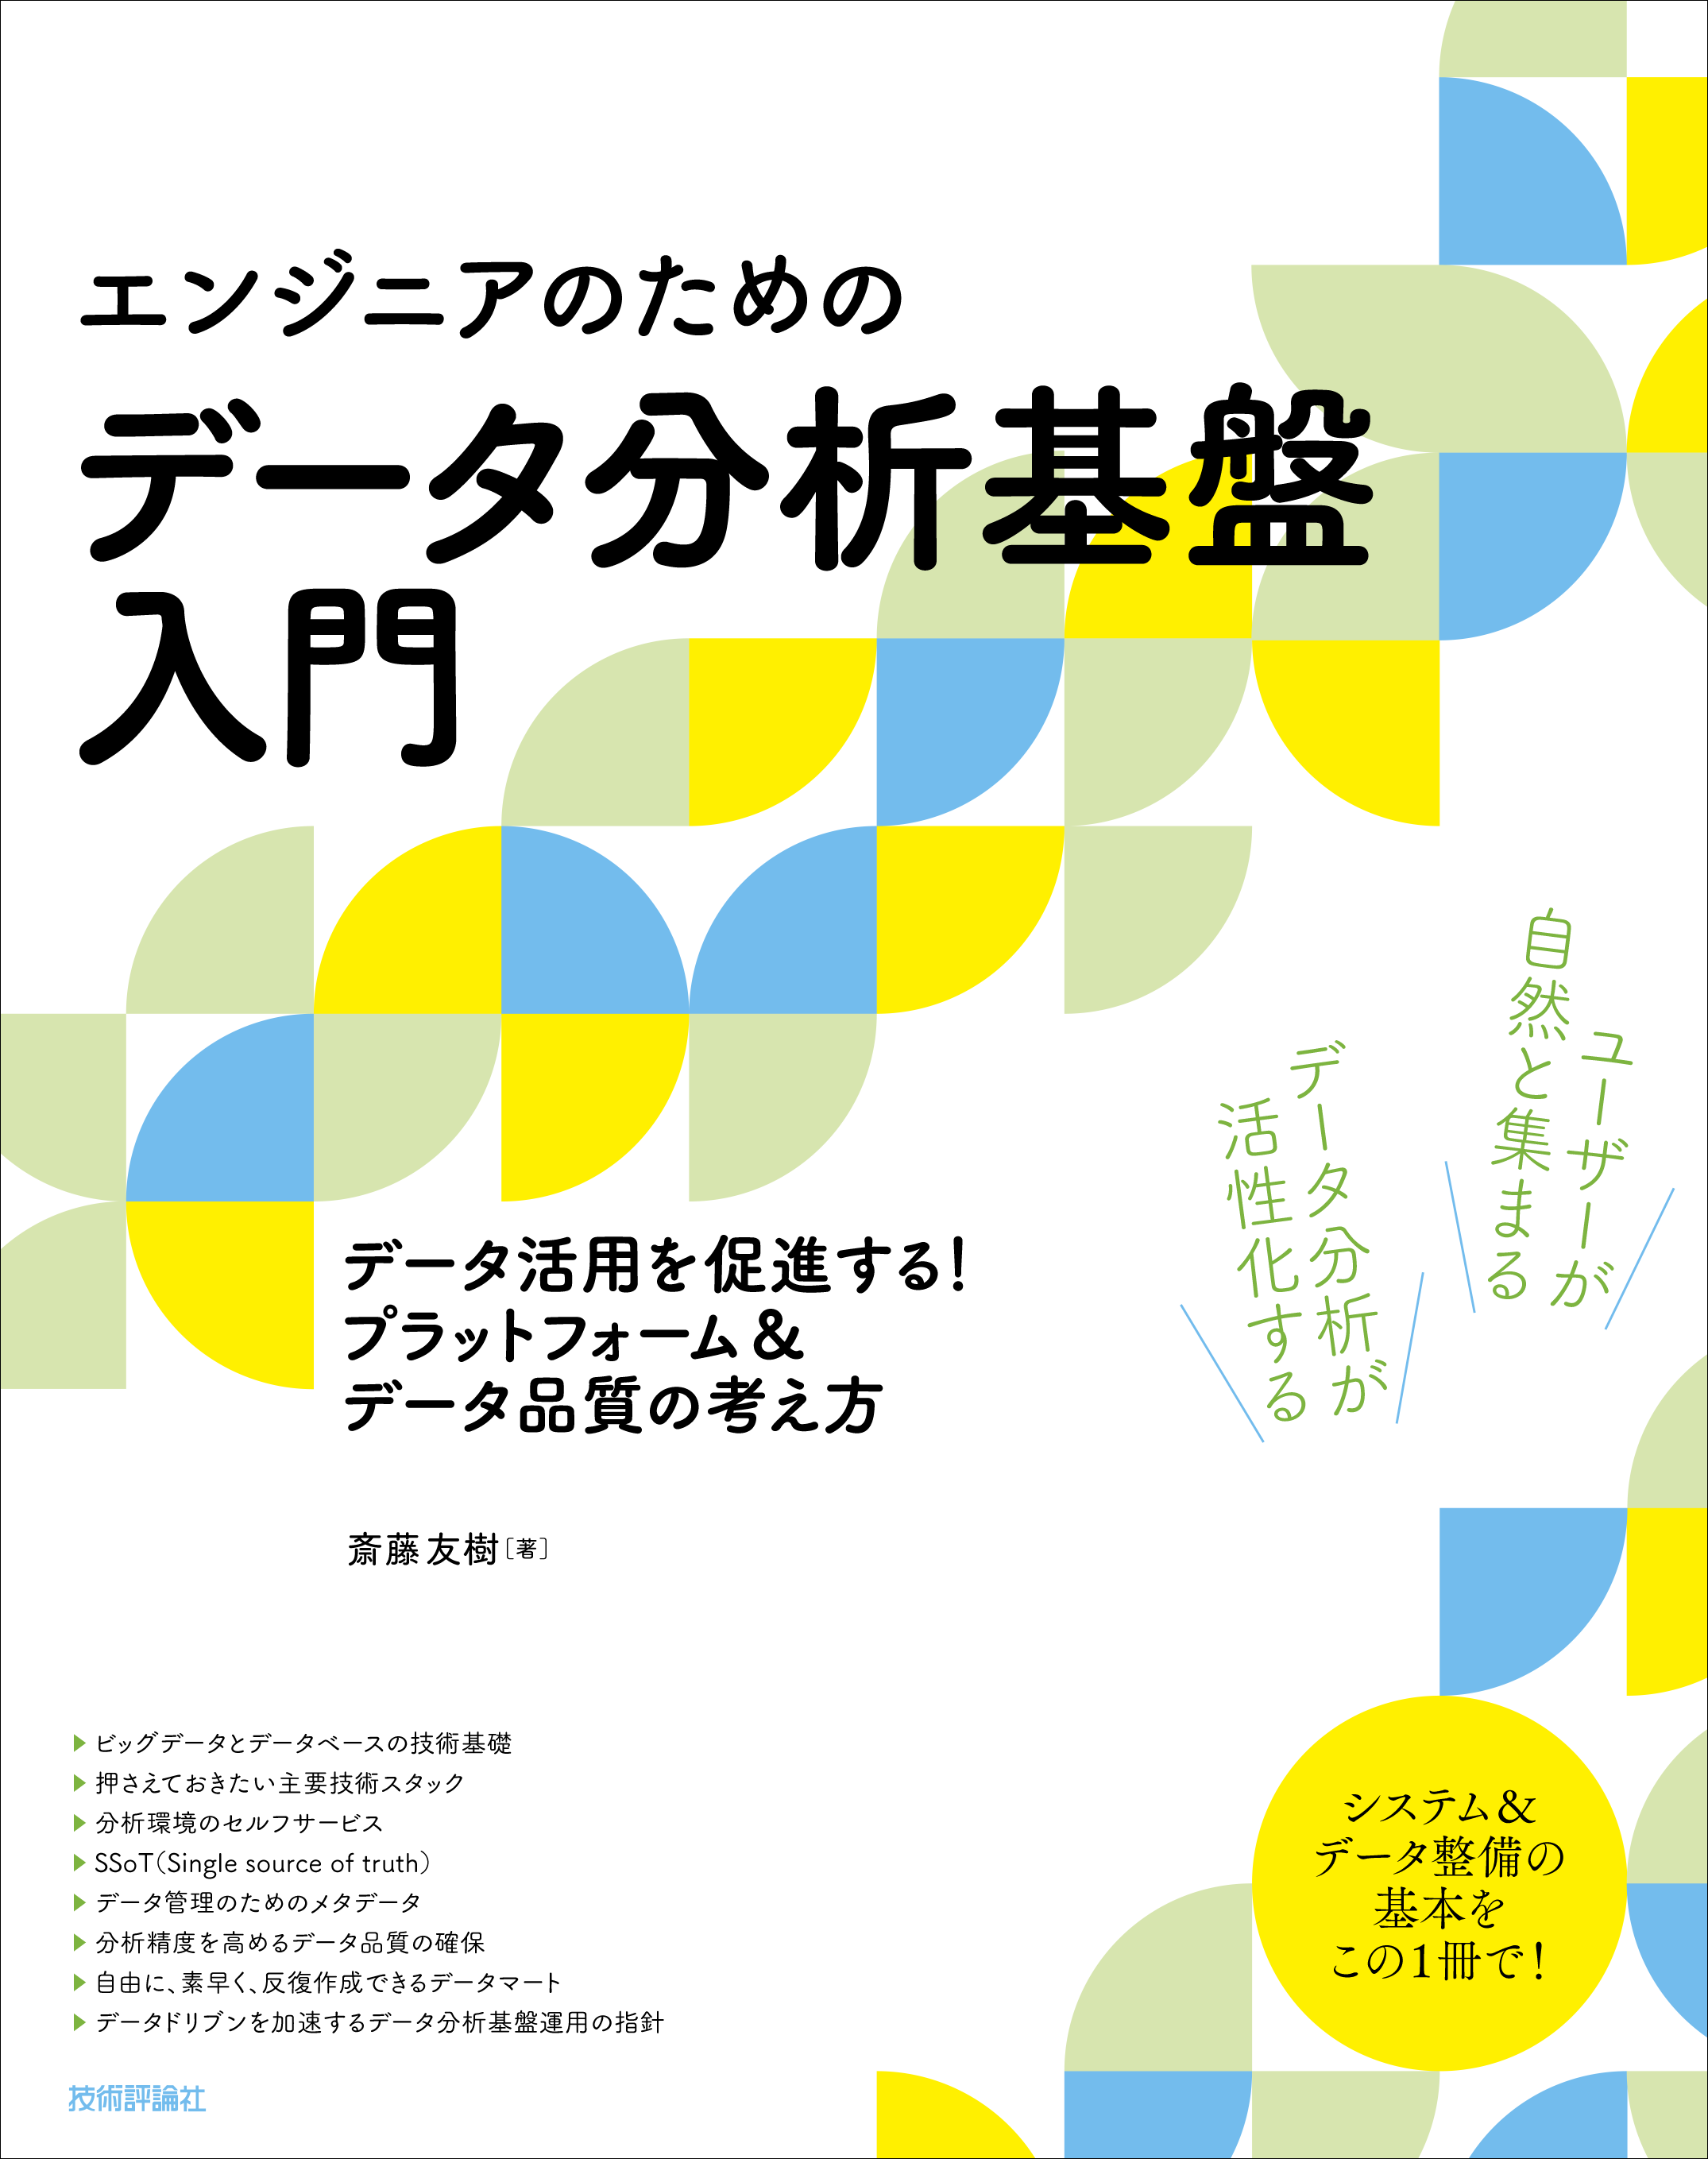 エンジニアのための
データ分析基盤
入門
ユーザーが
自然と集まる
データ分析が
活性化する
データ活用を促進する!
プラットフォーム&
データ品質の考え方
斎藤友樹[著]
▶ ビッグデータとデータベースの技術基礎
▶ 押さえておきたい主要技術スタック
▶ 分析環境のセルフサービス
▶ SSoT(Single source of truth)
▶ データ管理のためのメタデータ
▶ 分析精度を高めるデータ品質の確保
▶ 自由に、素早く、反復作成できるデータマート
▶ データドリブンを加速するデータ分析基盤運用の指針
システム&
データ整備の
基本を
この1冊で!
技術評論社